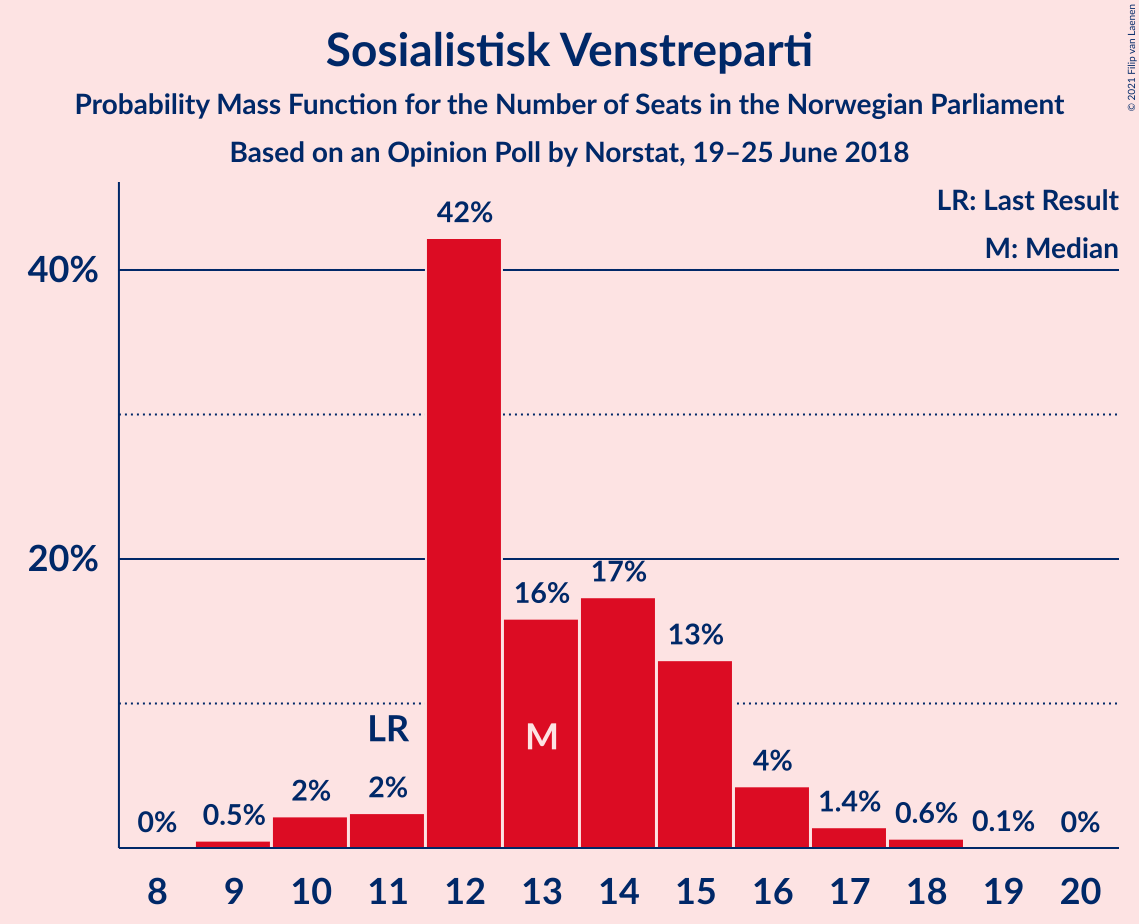 Sosialistisk Venstreparti
Probability Mass Function for the Number of Seats in the Norwegian Parliament
Based on an Opinion Poll by Norstat, 19–25 June 2018
© 2021 Filip van Laenen
LR: Last Result
M: Median
40%
20%
42%
16%
17%
13%
LR
M
0%
0.5%
2%
2%
4%
1.4%
0.6%
0.1%
0%
8 9 10 11 12 13 14 15 16 17 18 19 20